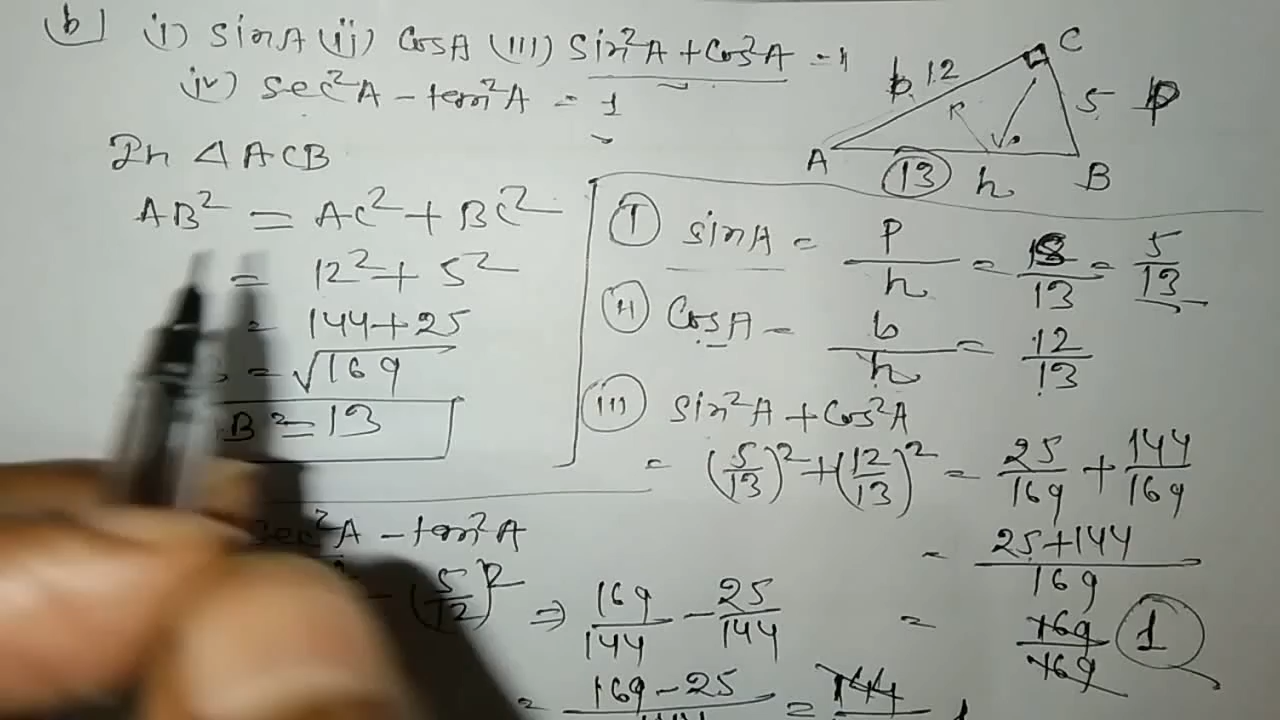 (b) (i) SinA (ii) CosA (iii) Sin²A + Cos²A = 1
(iv) Sec²A - tan²A = 1
C
b 12
5 p
A
13 h
B
In △ ACB
AB² = AC² + BC²
= 12² + 5²
= 144+25
= √169
B = 13
(I) sinA = p/h = 5/13 = 5/13
(II) CosA = b/h = 12/13
(III) Sin²A + Cos²A
= (5/13)² + (12/13)² = 25/169 + 144/169
= 25+144/169
= 169/169 1
Sec²A - tan²A
- (5/12)² ⇒ 169/144 - 25/144
= 169-25/144 = 144